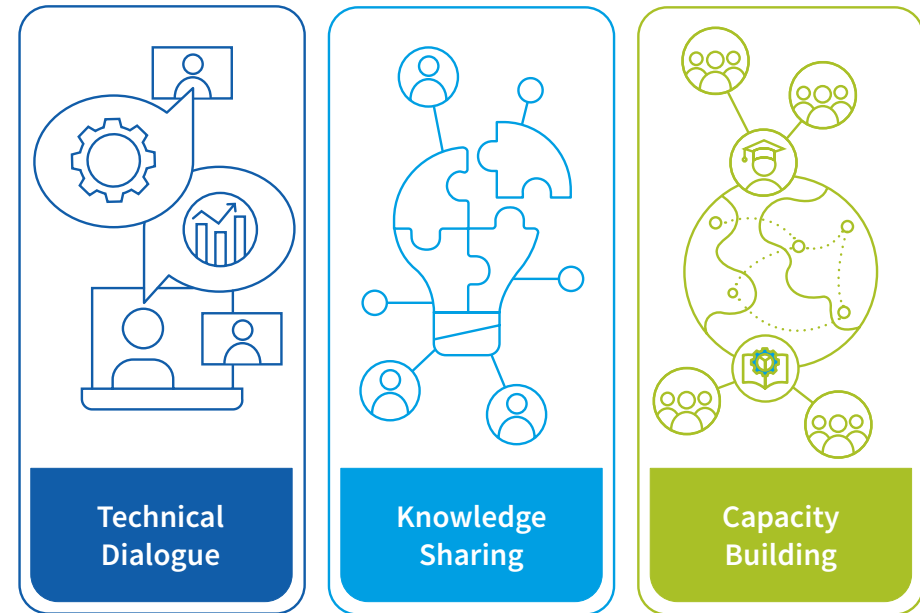 Technical
Dialogue
Knowledge
Sharing
Capacity
Building